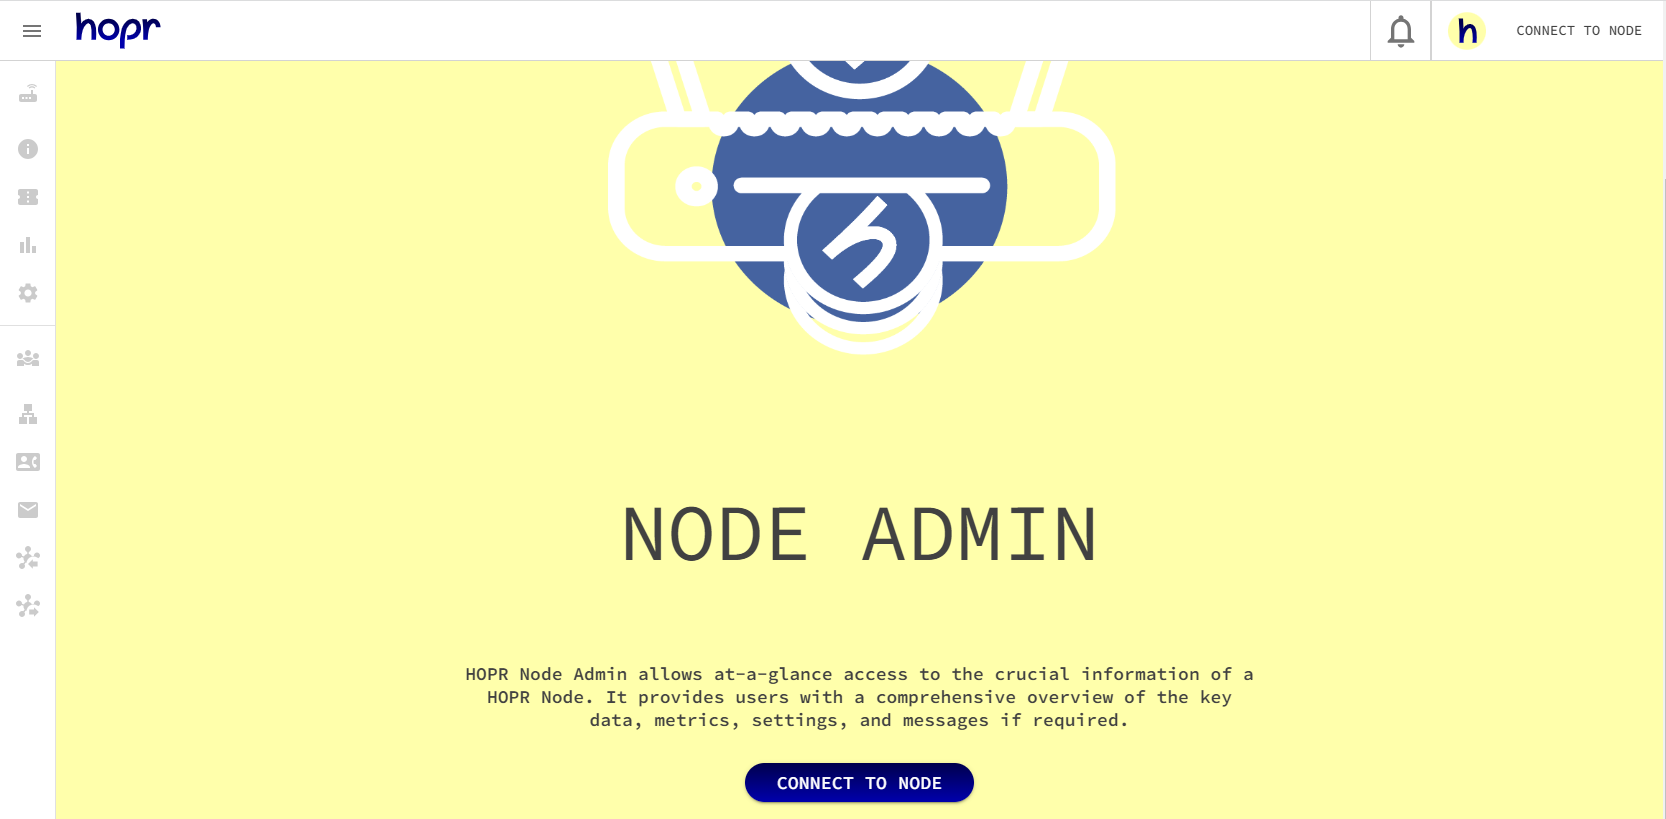 hopr
h
CONNECT TO NODE
NODE ADMIN
HOPR Node Admin allows at-a-glance access to the crucial information of a
HOPR Node. It provides users with a comprehensive overview of the key
data, metrics, settings, and messages if required.
CONNECT TO NODE